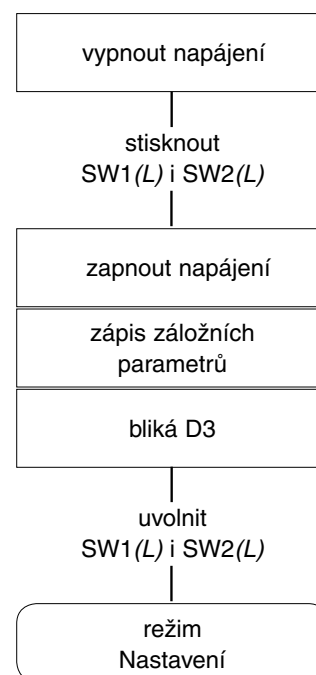 vypnout napájení
stisknout
SW1(L) i SW2(L)
zapnout napájení
zápis záložních
parametrů
bliká D3
uvolnit
SW1(L) i SW2(L)
režim
Nastavení